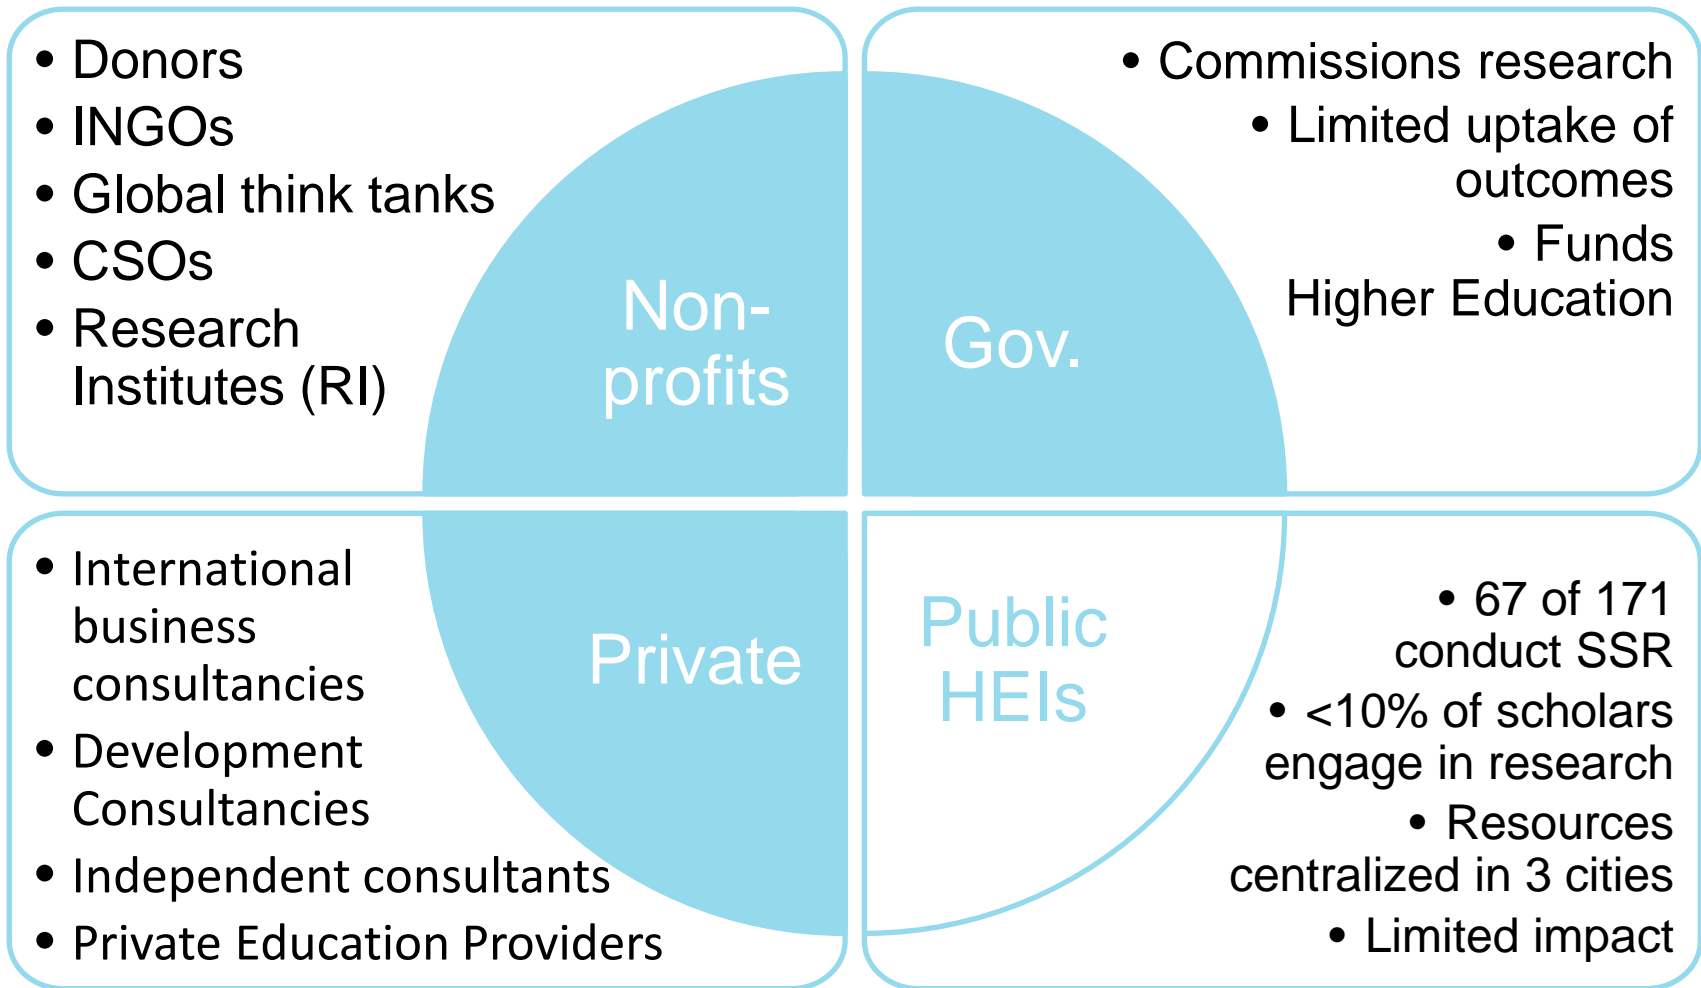 • Donors
• INGOs
• Global think tanks
• CSOs
• Research
Institutes (RI)
Non-
profits
• Commissions research
• Limited uptake of
outcomes
• Funds
Higher Education
Gov.
• International
business
consultancies
• Development
Consultancies
• Independent consultants
• Private Education Providers
Private
Public
HEIs
• 67 of 171
conduct SSR
• <10% of scholars
engage in research
• Resources
centralized in 3 cities
• Limited impact